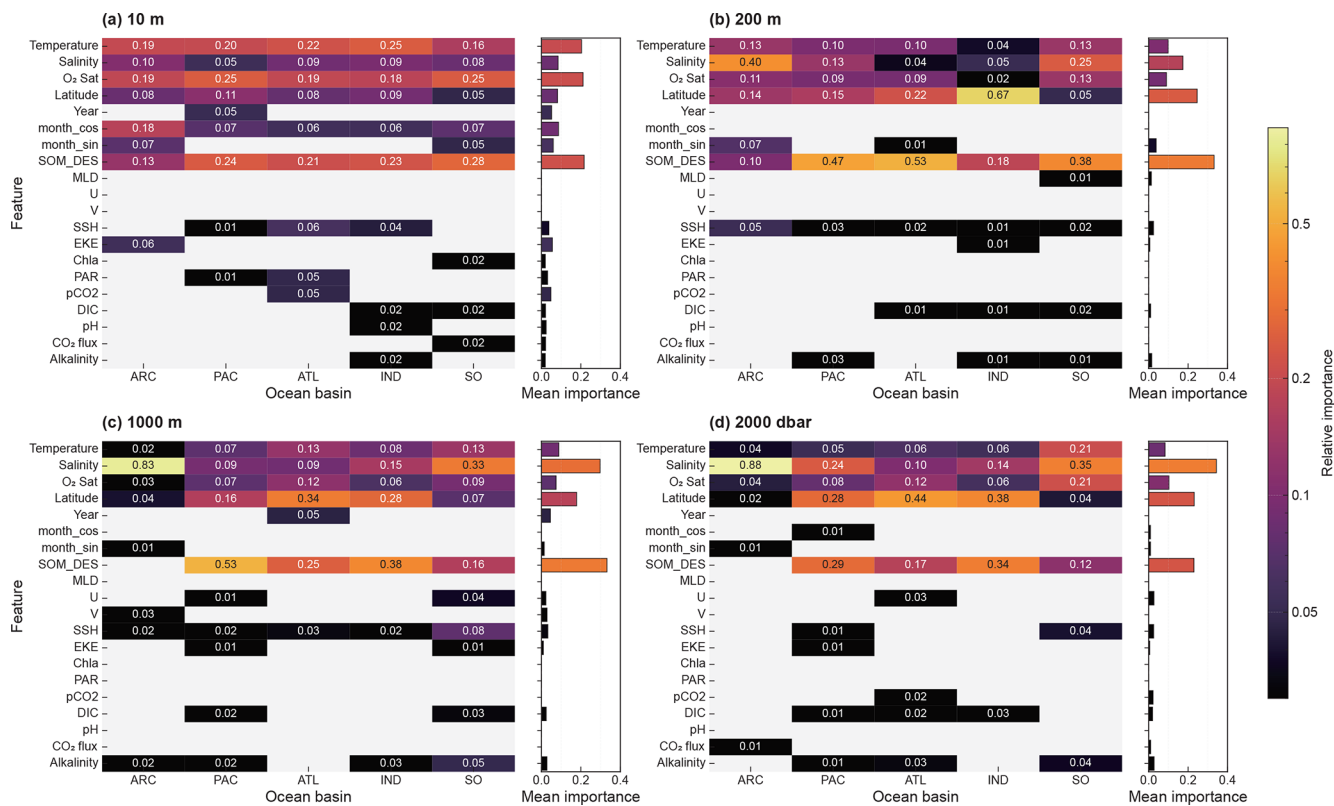 (a) 10 m
Temperature 0.19 0.20 0.22 0.25 0.16
Salinity 0.10 0.05 0.09 0.09 0.08
O₂ Sat 0.19 0.25 0.19 0.18 0.25
Latitude 0.08 0.11 0.08 0.09 0.05
Year 0.05
month_cos 0.18 0.07 0.06 0.06 0.07
month_sin 0.07 0.05
SOM_DES 0.13 0.24 0.21 0.23 0.28
MLD
U
V
SSH 0.01 0.06 0.04
EKE 0.06
Chla 0.02
PAR 0.01 0.05
pCO2 0.05
DIC 0.02 0.02
pH 0.02
CO₂ flux 0.02
Alkalinity 0.02
Feature
ARC PAC ATL IND SO
Ocean basin
0.0 0.2 0.4
Mean importance
(b) 200 m
Temperature 0.13 0.10 0.10 0.04 0.13
Salinity 0.40 0.13 0.04 0.05 0.25
O₂ Sat 0.11 0.09 0.09 0.02 0.13
Latitude 0.14 0.15 0.22 0.67 0.05
Year
month_cos
month_sin 0.07 0.01
SOM_DES 0.10 0.47 0.53 0.18 0.38
MLD 0.01
U
V
SSH 0.05 0.03 0.02 0.01 0.02
EKE 0.01
Chla
PAR
pCO2
DIC 0.01 0.01 0.02
pH
CO₂ flux
Alkalinity 0.03 0.01 0.01
ARC PAC ATL IND SO
Ocean basin
0.0 0.2 0.4
Mean importance
(c) 1000 m
Temperature 0.02 0.07 0.13 0.08 0.13
Salinity 0.83 0.09 0.09 0.15 0.33
O₂ Sat 0.03 0.07 0.12 0.06 0.09
Latitude 0.04 0.16 0.34 0.28 0.07
Year 0.05
month_cos
month_sin 0.01
SOM_DES 0.53 0.25 0.38 0.16
MLD
U 0.01 0.04
V 0.03
SSH 0.02 0.02 0.03 0.02 0.08
EKE 0.01 0.01
Chla
PAR
pCO2
DIC 0.02 0.03
pH
CO₂ flux
Alkalinity 0.02 0.02 0.03 0.05
Feature
ARC PAC ATL IND SO
Ocean basin
0.0 0.2 0.4
Mean importance
(d) 2000 dbar
Temperature 0.04 0.05 0.06 0.06 0.21
Salinity 0.88 0.24 0.10 0.14 0.35
O₂ Sat 0.04 0.08 0.12 0.06 0.21
Latitude 0.02 0.28 0.44 0.38 0.04
Year
month_cos 0.01
month_sin 0.01
SOM_DES 0.29 0.17 0.34 0.12
MLD
U 0.03
V
SSH 0.01 0.04
EKE 0.01
Chla
PAR
pCO2 0.02
DIC 0.01 0.02 0.03
pH
CO₂ flux 0.01
Alkalinity 0.01 0.03 0.04
ARC PAC ATL IND SO
Ocean basin
0.0 0.2 0.4
Mean importance
0.5
0.2
0.1
0.05
Relative importance